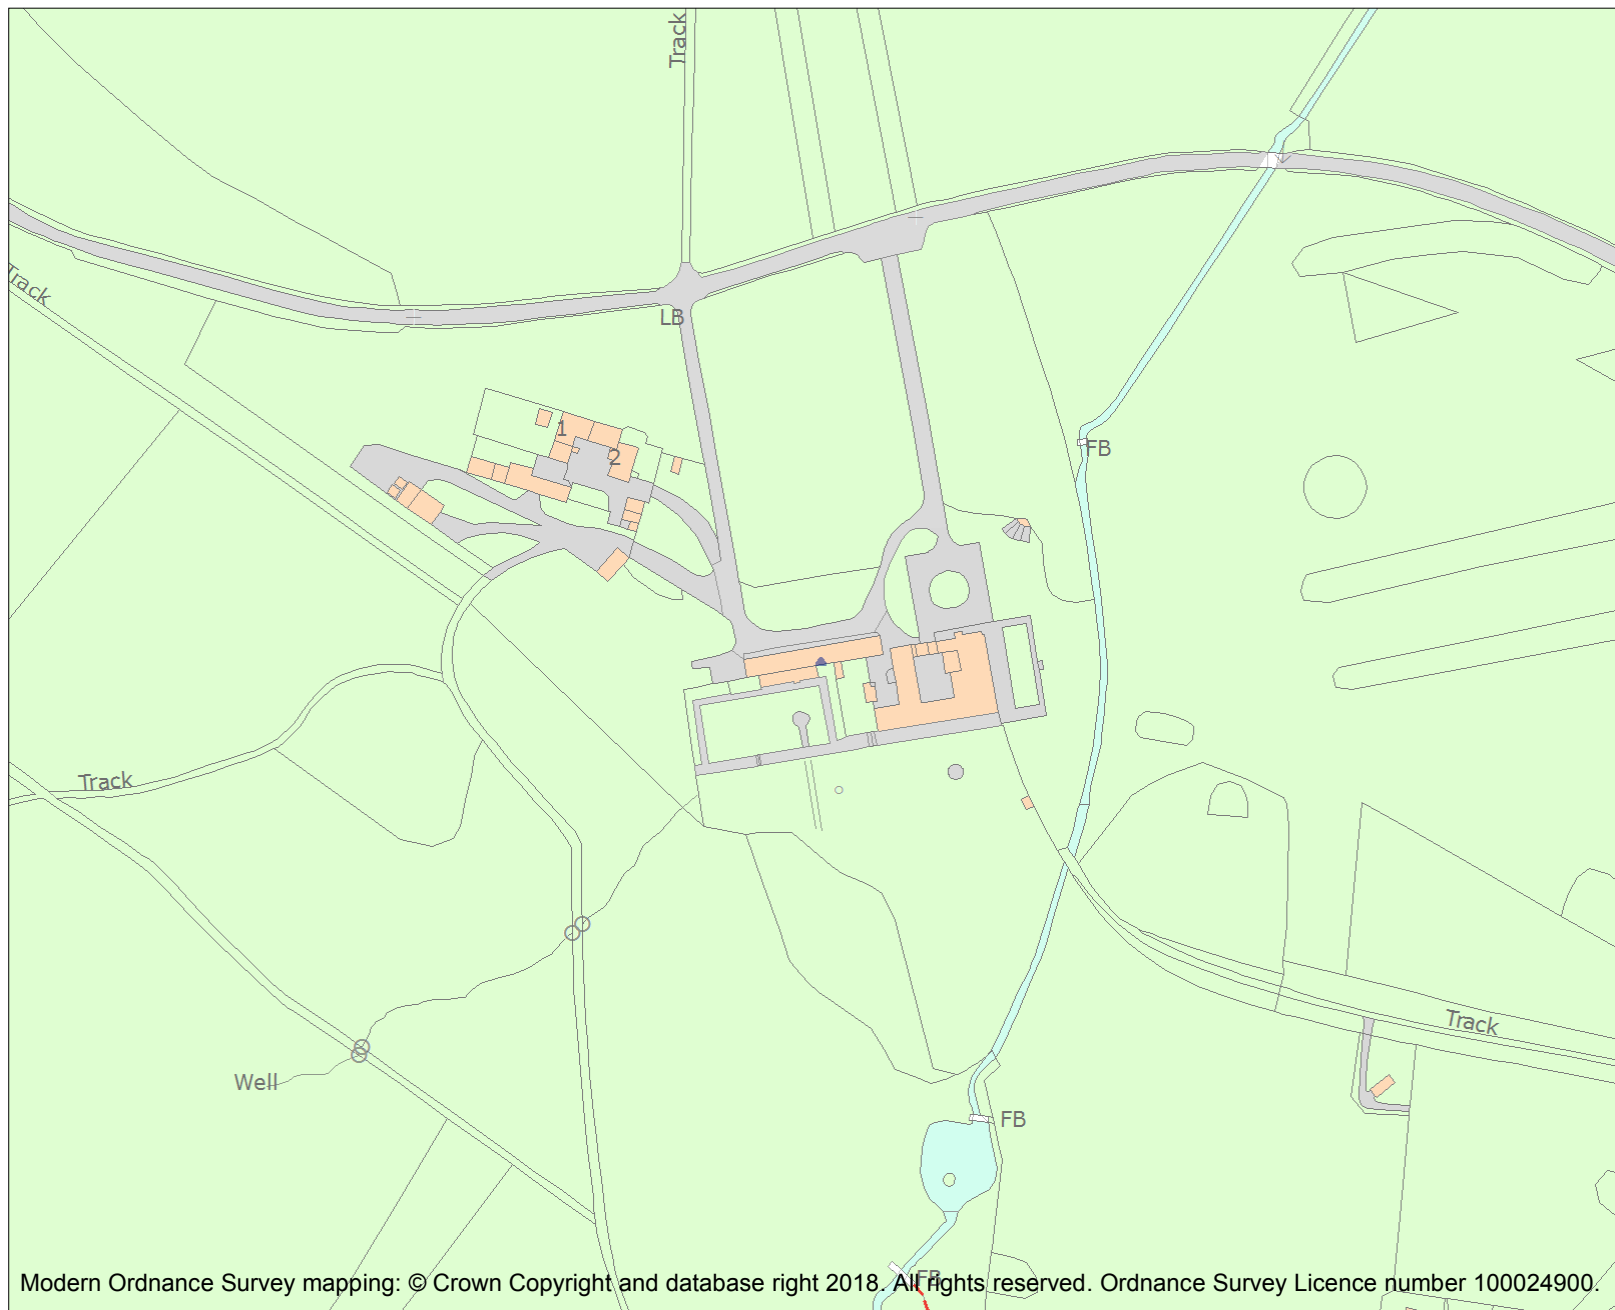 Track
Track
LB
1
2
FB
Track
Track
Well
FB
FB
Modern Ordnance Survey mapping: © Crown Copyright and database right 2018. All rights reserved. Ordnance Survey Licence number 100024900.